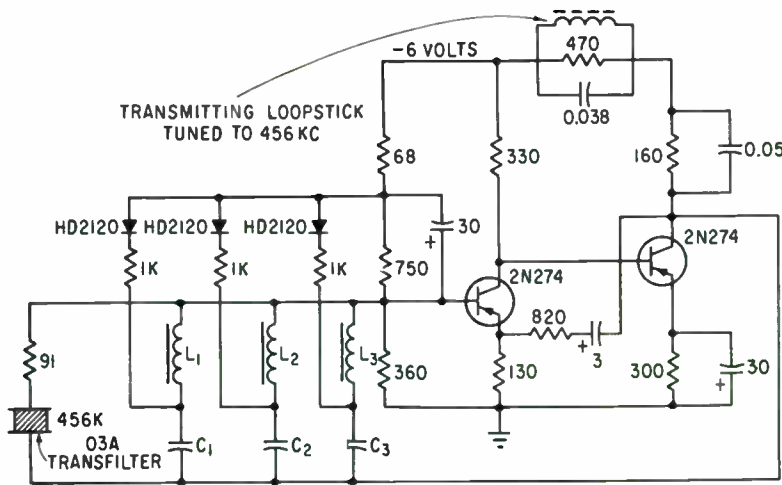 -6 VOLTS
470
0.038
TRANSMITTING LOOPSTICK
TUNED TO 456KC
68
330
160
0.05
HD2120
HD2120
HD2120
30
2N274
1K
1K
1K
750
2N274
820
+
+
3
91
L1
L2
L3
360
130
300
30
+
456K
03A
TRANSFILTER
C1
C2
C3